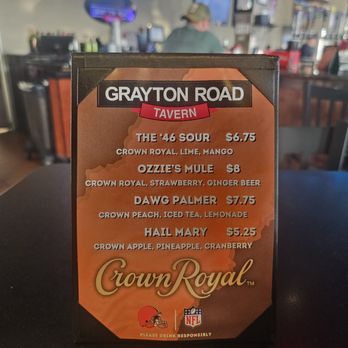 GRAYTON ROAD
TAVERN
THE '46 SOUR $6.75
CROWN ROYAL, LIME, MANGO
OZZIE'S MULE $8
CROWN ROYAL, STRAWBERRY, GINGER BEER
DAWG PALMER $7.75
CROWN PEACH, ICED TEA, LEMONADE
HAIL MARY $5.25
CROWN APPLE, PINEAPPLE, CRANBERRY
Crown Royal™
NFL
PLEASE DRINK RESPONSIBLY